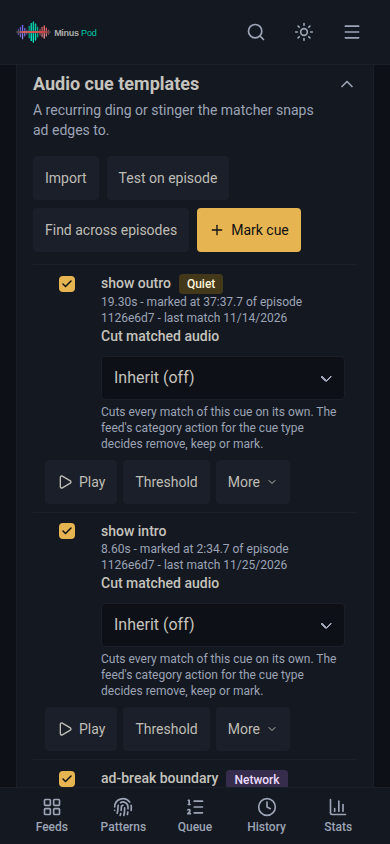 Minus Pod
Audio cue templates
A recurring ding or stinger the matcher snaps
ad edges to.
Import
Test on episode
Find across episodes
Mark cue
show outro Quiet
19.30s - marked at 37:37.7 of episode
1126e6d7 - last match 11/14/2026
Cut matched audio
Inherit (off)
Cuts every match of this cue on its own. The
feed's category action for the cue type
decides remove, keep or mark.
Play
Threshold
More
show intro
8.60s - marked at 2:34.7 of episode
1126e6d7 - last match 11/25/2026
Cut matched audio
Inherit (off)
Cuts every match of this cue on its own. The
feed's category action for the cue type
decides remove, keep or mark.
Play
Threshold
More
ad-break boundary Network
Feeds
Patterns
Queue
History
Stats